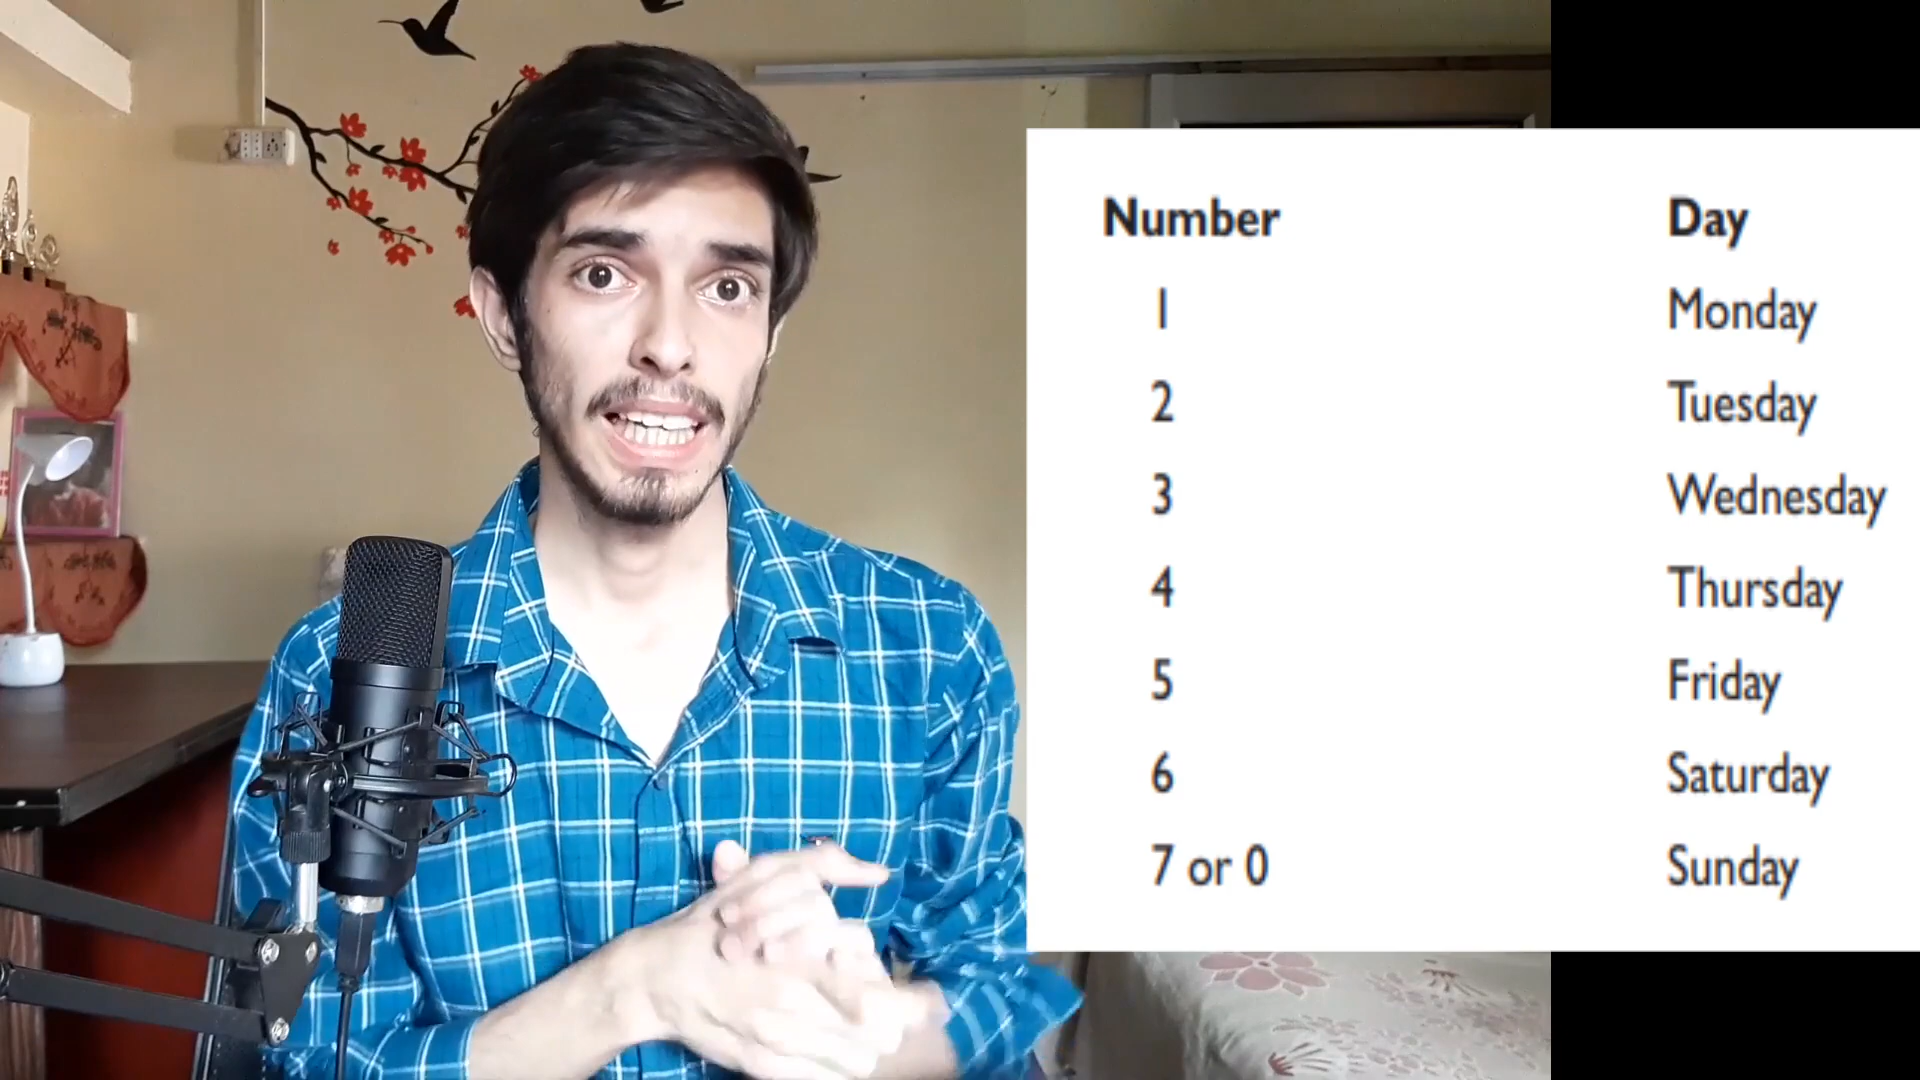 Number Day
1 Monday
2 Tuesday
3 Wednesday
4 Thursday
5 Friday
6 Saturday
7 or 0 Sunday